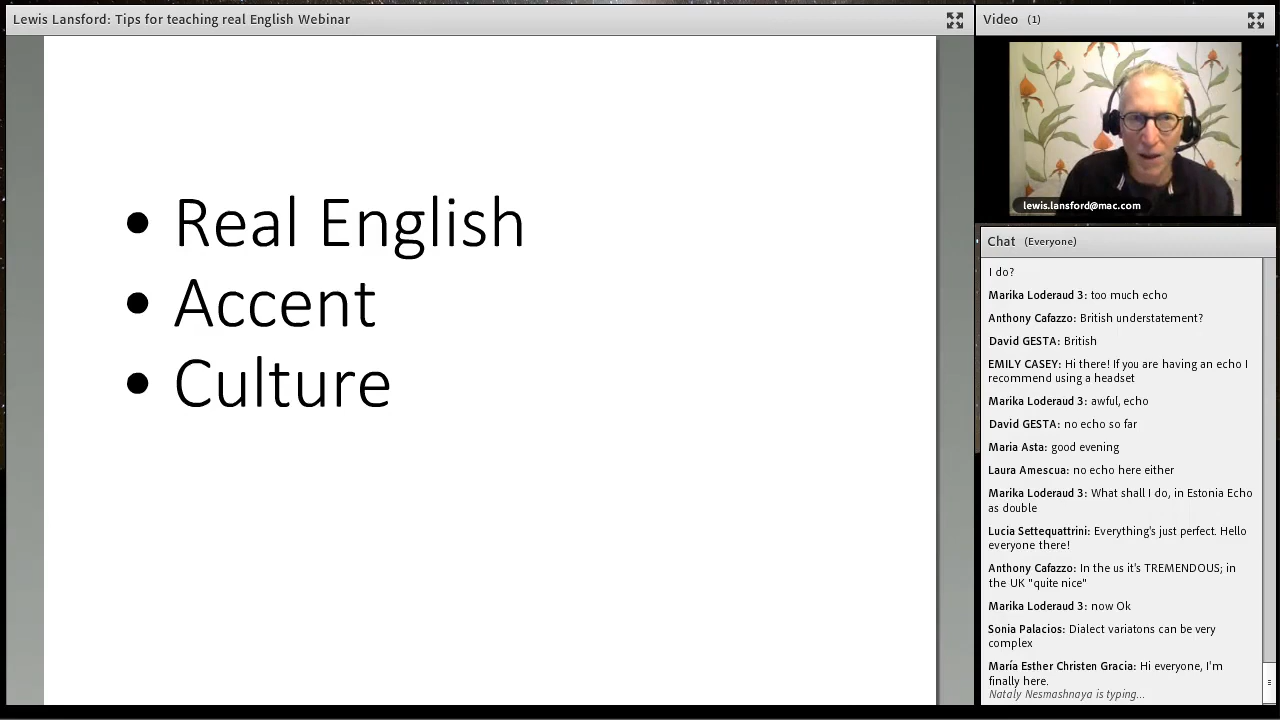 Lewis Lansford: Tips for teaching real English Webinar
• Real English
• Accent
• Culture
Video (1)
lewis.lansford@mac.com
Chat (Everyone)
I do?
Marika Loderaud 3: too much echo
Anthony Cafazzo: British understatement?
David GESTA: British
EMILY CASEY: Hi there! If you are having an echo I
recommend using a headset
Marika Loderaud 3: awful, echo
David GESTA: no echo so far
Maria Asta: good evening
Laura Amescua: no echo here either
Marika Loderaud 3: What shall I do, in Estonia Echo
as double
Lucia Settequattrini: Everything's just perfect. Hello
everyone there!
Anthony Cafazzo: In the us it's TREMENDOUS; in
the UK "quite nice"
Marika Loderaud 3: now Ok
Sonia Palacios: Dialect variatons can be very
complex
María Esther Christen Gracia: Hi everyone, I'm
finally here.
Nataly Nesmashnaya is typing...